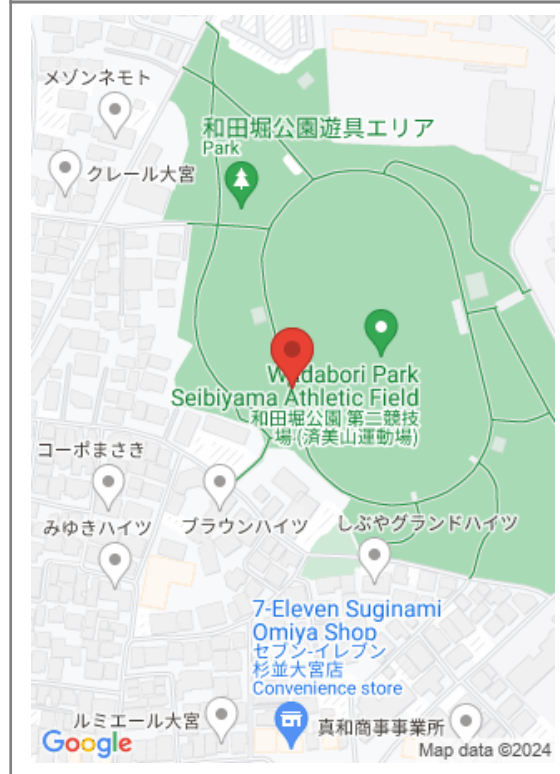 メゾンネモト
和田堀公園遊具エリア
Park
クレール大宮
Wadabori Park
Seibiyama Athletic Field
和田堀公園 第二競技
場 (済美山運動場)
コーポまさき
みゆきハイツ
ブラウンハイツ
しぶやグランドハイツ
7-Eleven Suginami
Omiya Shop
セブン-イレブン
杉並大宮店
Convenience store
ルミエール大宮
真和商事事業所
Google
Map data ©2024